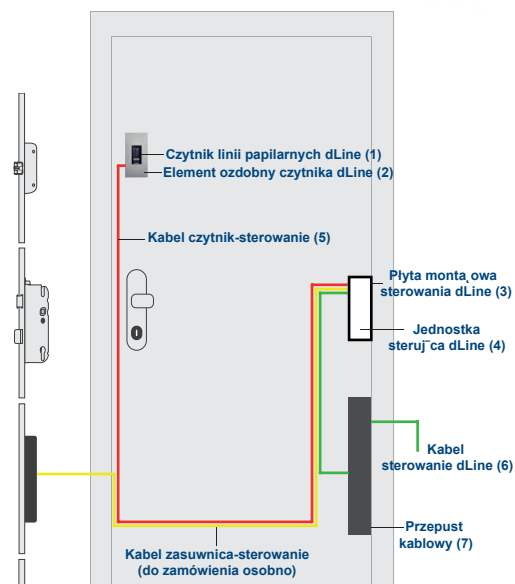 Czytnik linii papilarnych dLine (1)
Element ozdobny czytnika dLine (2)
Kabel czytnik-sterowanie (5)
Płyta monta˛owa
sterowania dLine (3)
Jednostka
steruj˜ca dLine (4)
Kabel
sterowanie dLine (6)
Przepust
kablowy (7)
Kabel zasuwnica-sterowanie
(do zamówienia osobno)